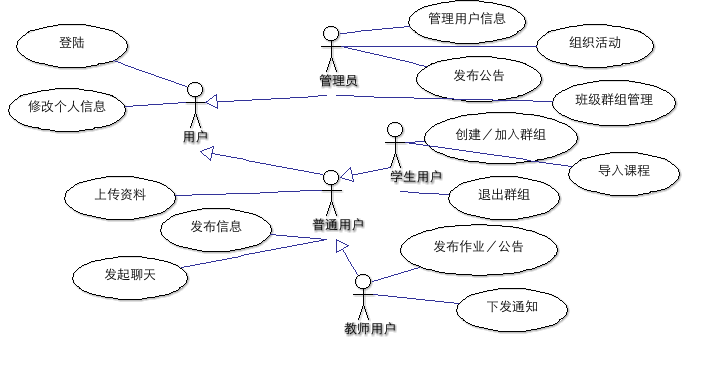 管理用户信息
登陆
组织活动
发布公告
管理员
修改个人信息
班级群组管理
用户
创建／加入群组
导入课程
学生用户
上传资料
退出群组
普通用户
发布信息
发布作业／公告
发起聊天
下发通知
教师用户